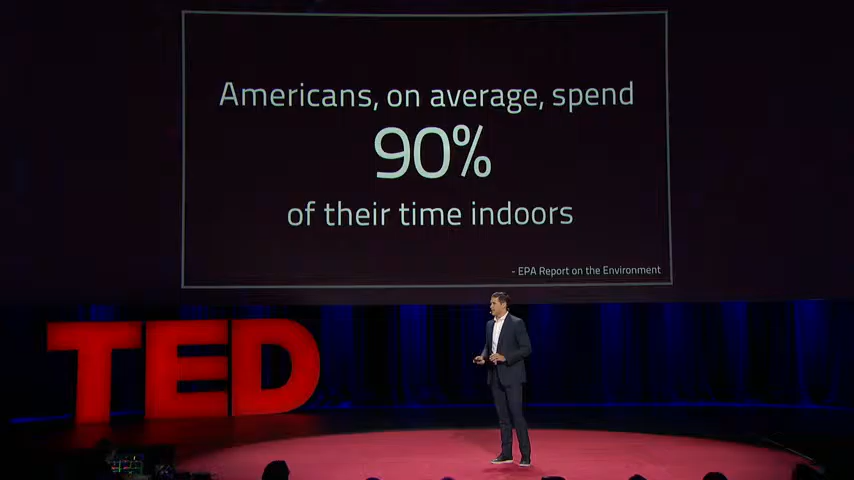 Americans, on average, spend
90%
of their time indoors
- EPA Report on the Environment
TED